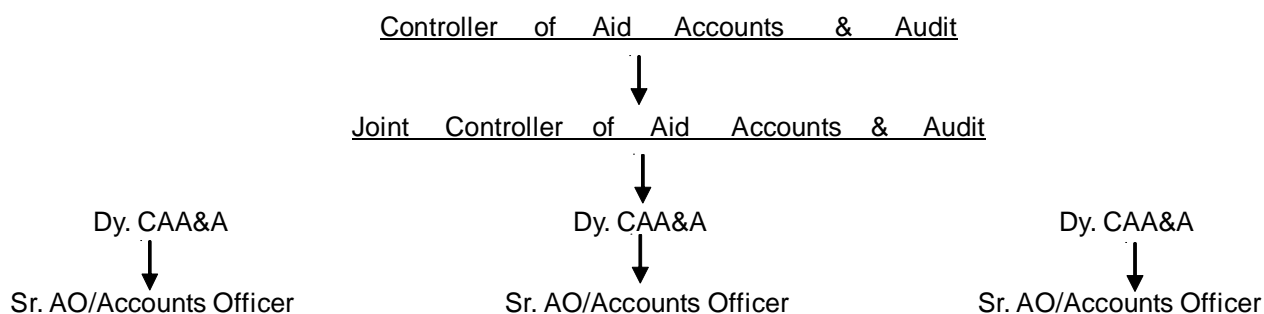 Controller of Aid Accounts & Audit
Joint Controller of Aid Accounts & Audit
Dy. CAA&A Dy. CAA&A Dy. CAA&A
Sr. AO/Accounts Officer Sr. AO/Accounts Officer Sr. AO/Accounts Officer